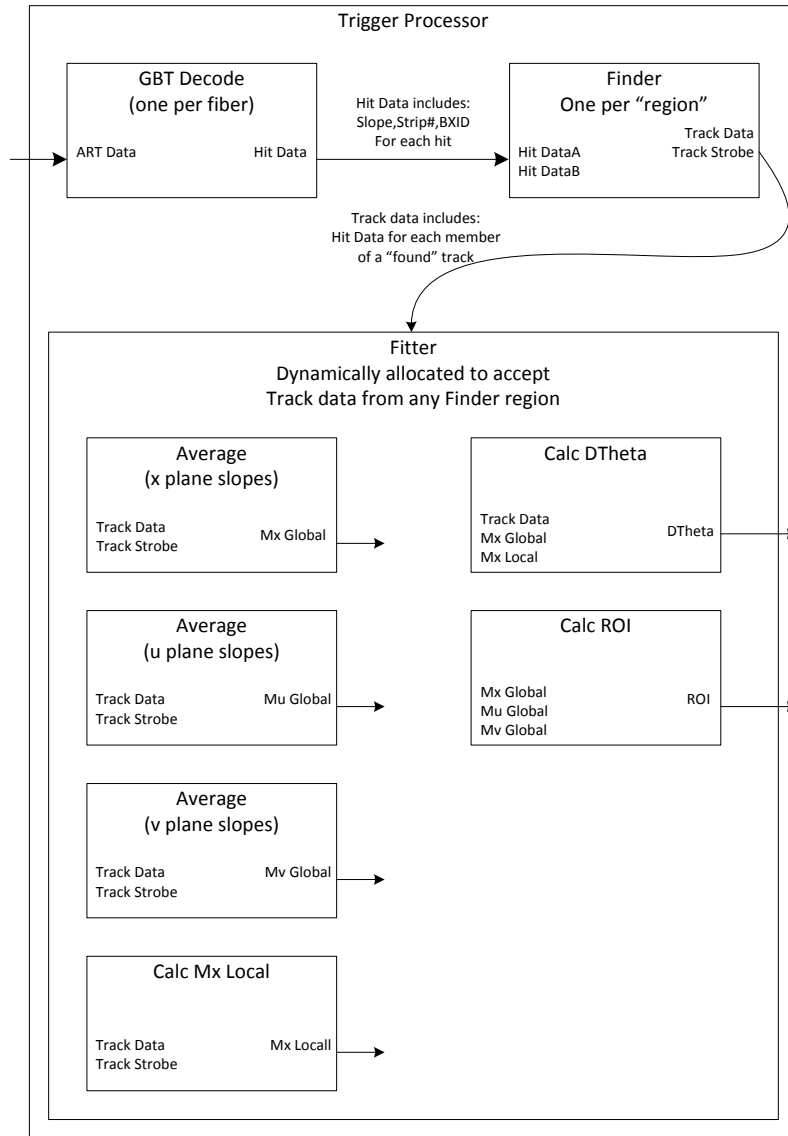 Trigger Processor
GBT Decode
(one per fiber)
ART Data
Hit Data
Hit Data includes:
Slope,Strip#,BXID
For each hit
Finder
One per “region”
Hit DataA
Hit DataB
Track Data
Track Strobe
Track data includes:
Hit Data for each member
of a “found” track
Fitter
Dynamically allocated to accept
Track data from any Finder region
Average
(x plane slopes)
Track Data
Track Strobe
Mx Global
Calc DTheta
Track Data
Mx Global
Mx Local
DTheta
Average
(u plane slopes)
Track Data
Track Strobe
Mu Global
Calc ROI
Mx Global
Mu Global
Mv Global
ROI
Average
(v plane slopes)
Track Data
Track Strobe
Mv Global
Calc Mx Local
Track Data
Track Strobe
Mx Locall